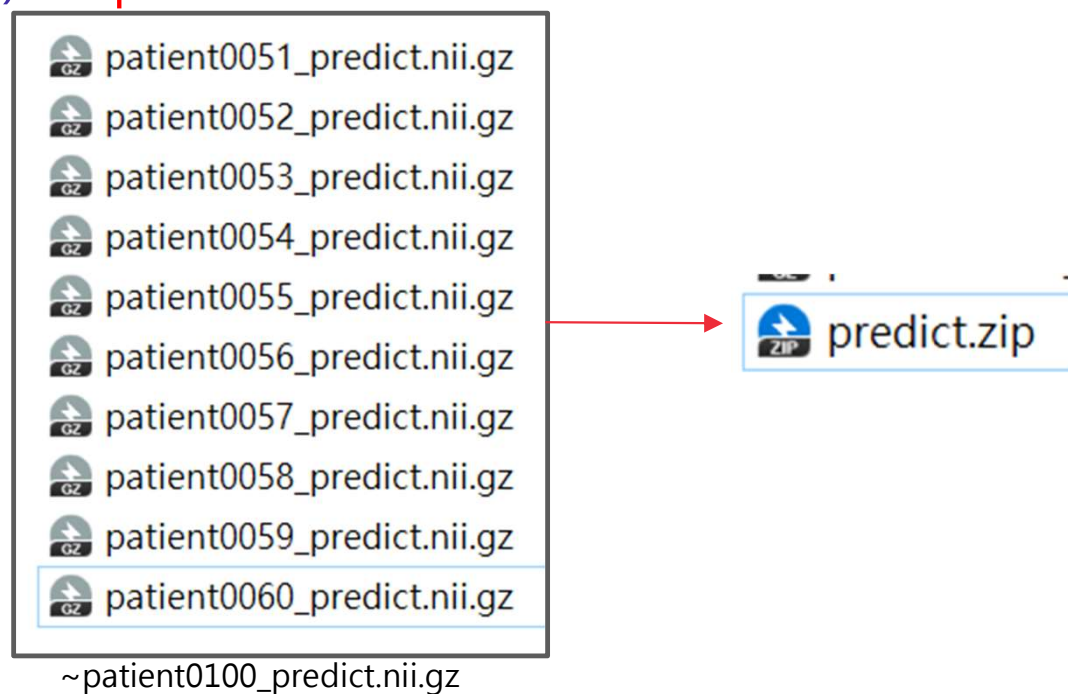 patient0051_predict.nii.gz
patient0052_predict.nii.gz
patient0053_predict.nii.gz
patient0054_predict.nii.gz
patient0055_predict.nii.gz
patient0056_predict.nii.gz
patient0057_predict.nii.gz
patient0058_predict.nii.gz
patient0059_predict.nii.gz
patient0060_predict.nii.gz
~patient0100_predict.nii.gz
predict.zip